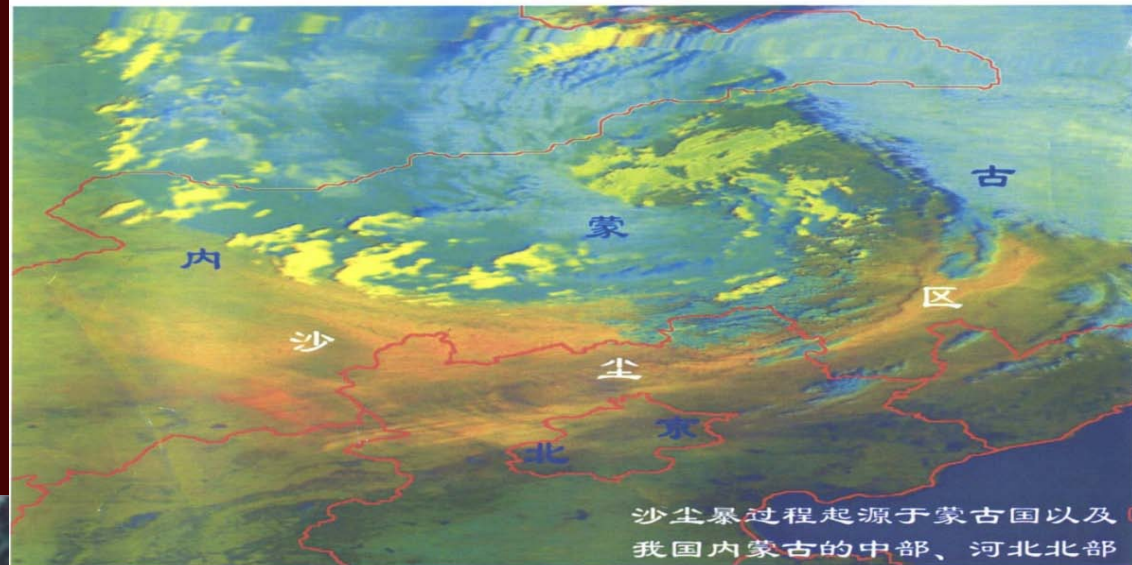 内 蒙 古
沙 尘 区
北 京
沙尘暴过程起源于蒙古国以及
我国内蒙古的中部、河北北部